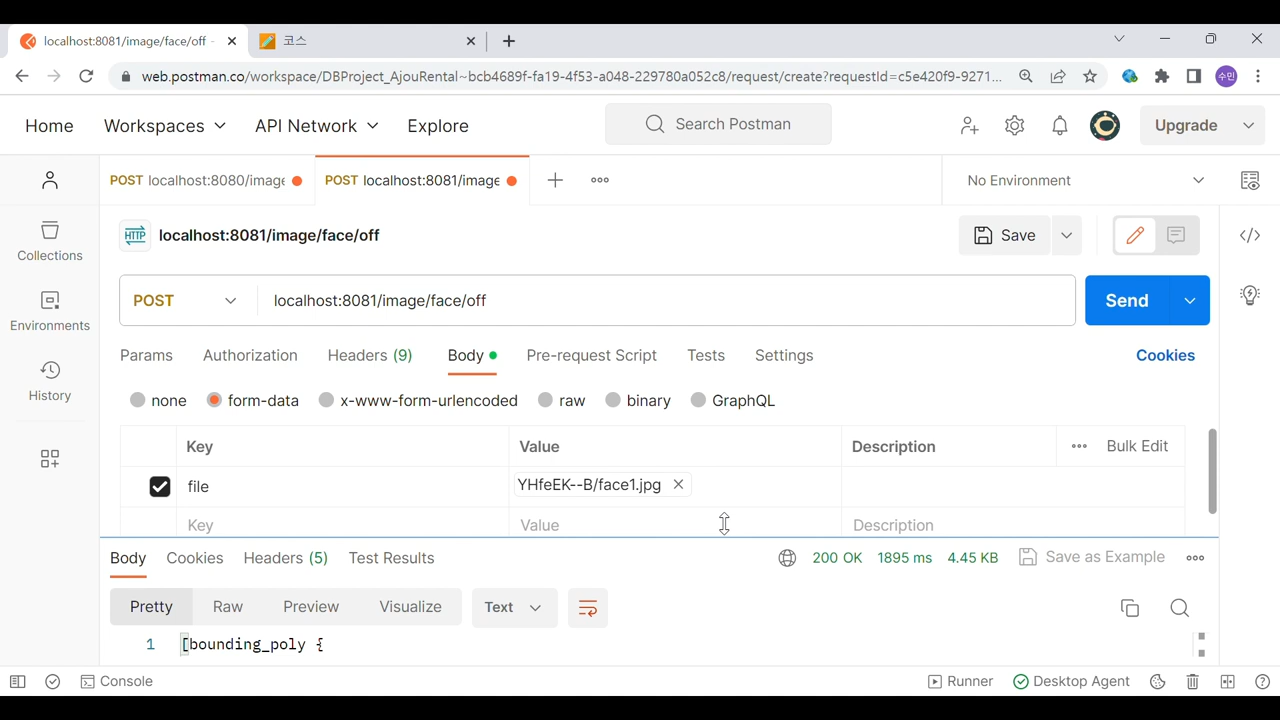 localhost:8081/image/face/off -
코스
web.postman.co/workspace/DBProject_AjouRental~bcb4689f-fa19-4f53-a048-229780a052c8/request/create?requestId=c5e420f9-9271...
수민
Home Workspaces API Network Explore Search Postman Upgrade
POST localhost:8080/image POST localhost:8081/image No Environment
HTTP localhost:8081/image/face/off Save
Collections
POST localhost:8081/image/face/off Send
Environments
Params Authorization Headers (9) Body Pre-request Script Tests Settings Cookies
History
none form-data x-www-form-urlencoded raw binary GraphQL
Key Value Description Bulk Edit
file YHfeEK--B/face1.jpg
Key Value Description
Body Cookies Headers (5) Test Results 200 OK 1895 ms 4.45 KB Save as Example
Pretty Raw Preview Visualize Text
1 [bounding_poly {
Console Runner Desktop Agent